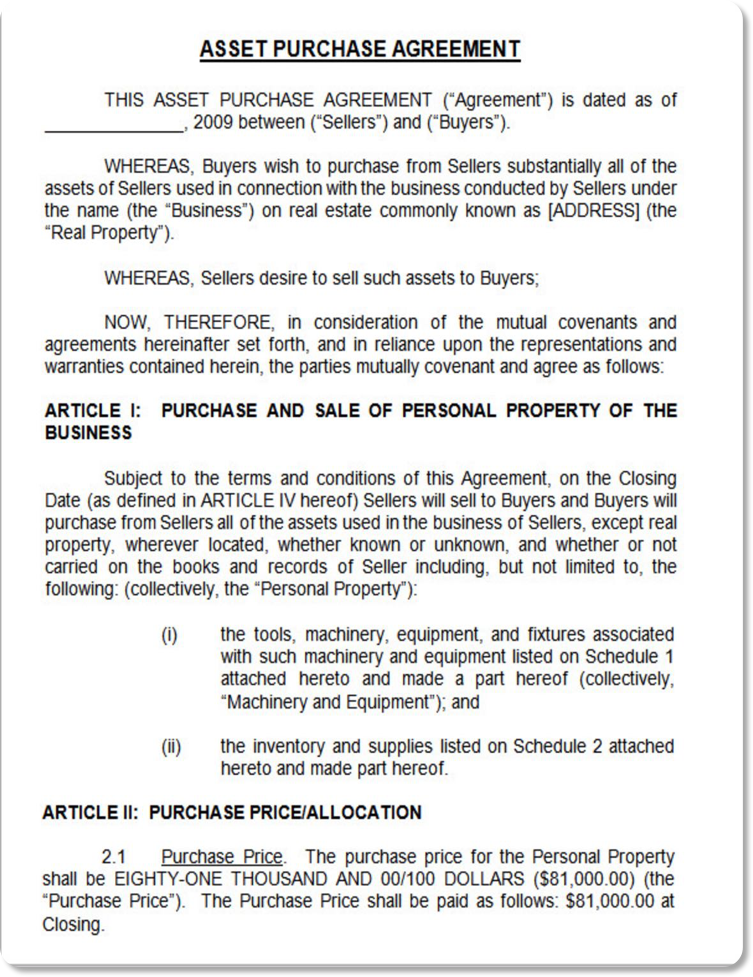 ASSET PURCHASE AGREEMENT
THIS ASSET PURCHASE AGREEMENT (“Agreement”) is dated as of
_______________, 2009 between (“Sellers”) and (“Buyers”).
WHEREAS, Buyers wish to purchase from Sellers substantially all of the
assets of Sellers used in connection with the business conducted by Sellers under
the name (the “Business”) on real estate commonly known as [ADDRESS] (the
“Real Property”).
WHEREAS, Sellers desire to sell such assets to Buyers;
NOW, THEREFORE, in consideration of the mutual covenants and
agreements hereinafter set forth, and in reliance upon the representations and
warranties contained herein, the parties mutually covenant and agree as follows:
ARTICLE I: PURCHASE AND SALE OF PERSONAL PROPERTY OF THE
BUSINESS
Subject to the terms and conditions of this Agreement, on the Closing
Date (as defined in ARTICLE IV hereof) Sellers will sell to Buyers and Buyers will
purchase from Sellers all of the assets used in the business of Sellers, except real
property, wherever located, whether known or unknown, and whether or not
carried on the books and records of Seller including, but not limited to, the
following: (collectively, the “Personal Property”):
(i) the tools, machinery, equipment, and fixtures associated
with such machinery and equipment listed on Schedule 1
attached hereto and made a part hereof (collectively,
“Machinery and Equipment”); and
(ii) the inventory and supplies listed on Schedule 2 attached
hereto and made part hereof.
ARTICLE II: PURCHASE PRICE/ALLOCATION
2.1 Purchase Price. The purchase price for the Personal Property
shall be EIGHTY-ONE THOUSAND AND 00/100 DOLLARS ($81,000.00) (the
“Purchase Price”). The Purchase Price shall be paid as follows: $81,000.00 at
Closing.